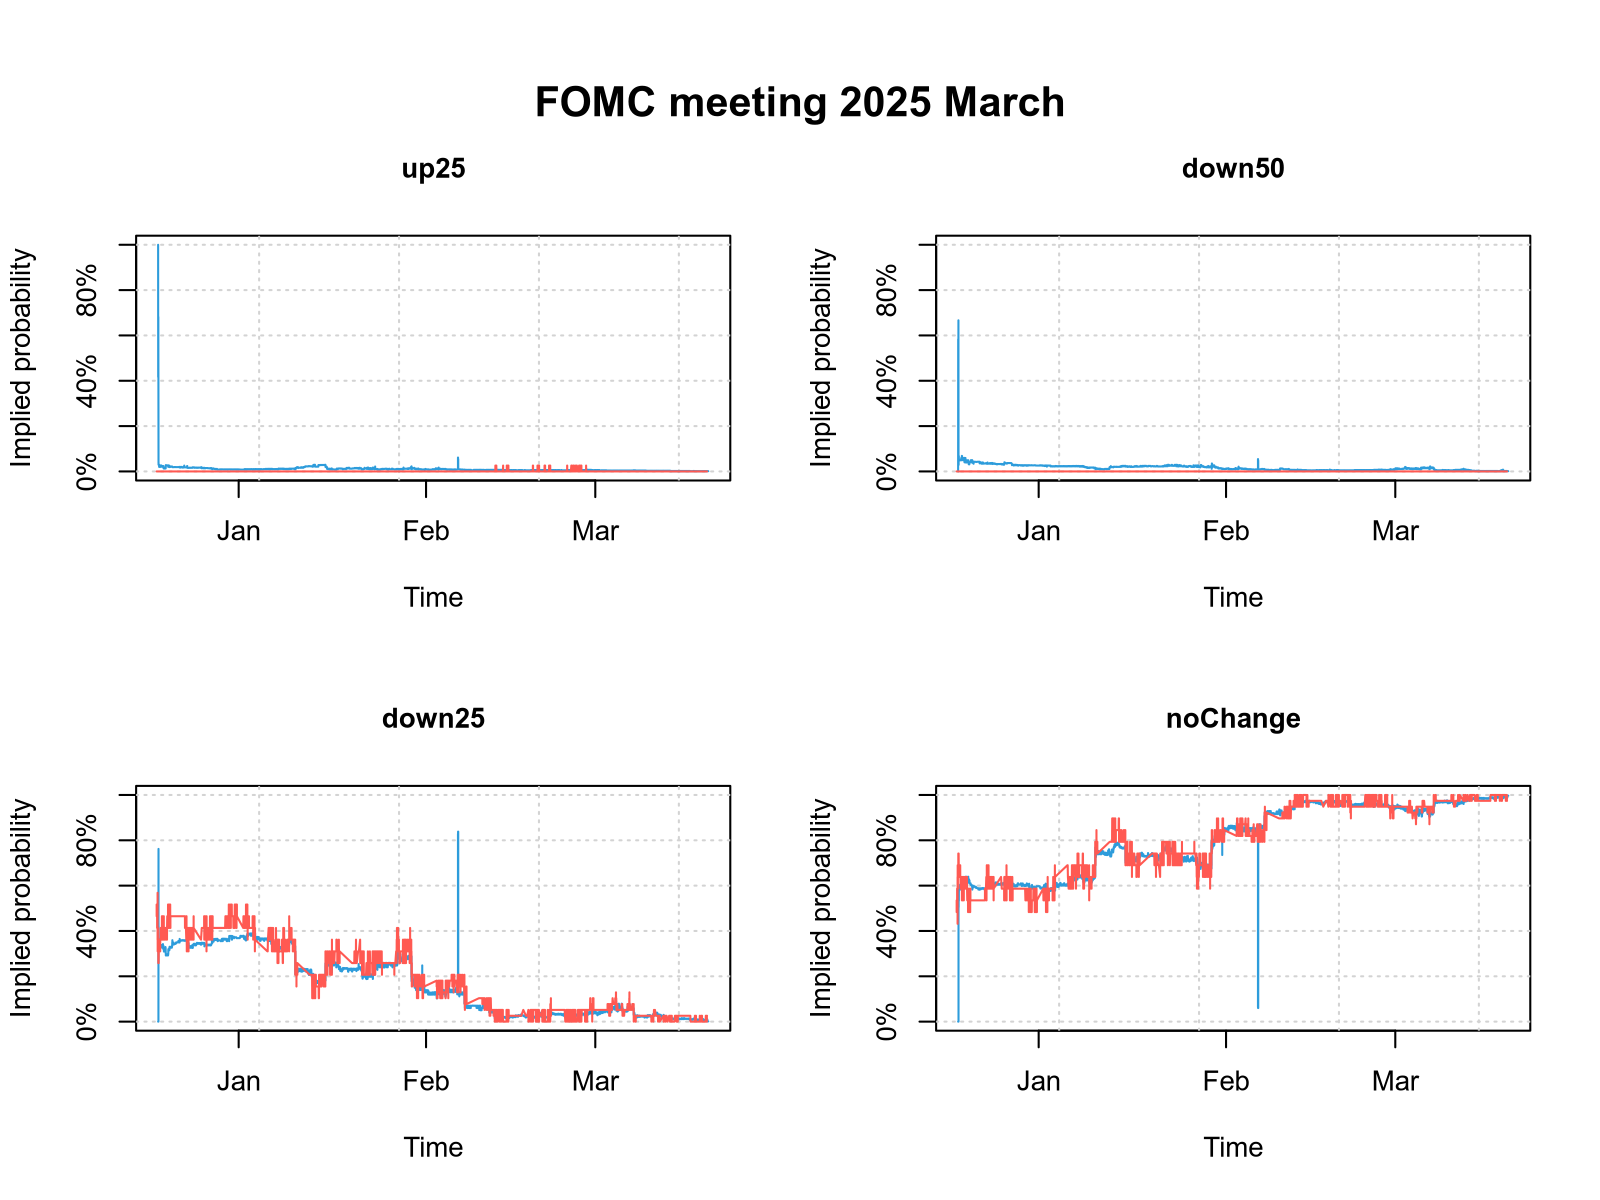 FOMC meeting 2025 March
up25
Implied probability
0%
40%
80%
Jan
Feb
Mar
Time
down50
Implied probability
0%
40%
80%
Jan
Feb
Mar
Time
down25
Implied probability
0%
40%
80%
Jan
Feb
Mar
Time
noChange
Implied probability
0%
40%
80%
Jan
Feb
Mar
Time